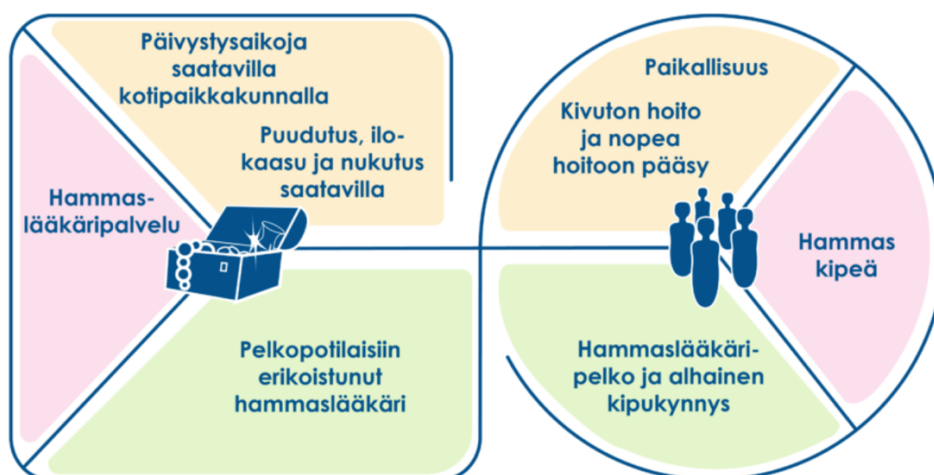 Päivystysaikoja
saatavilla
kotipaikkakunnalla
Puudutus, ilo-
kaasu ja nukutus
saatavilla
Hammas-
lääkäripalvelu
Pelkopotilaisiin
erikoistunut
hammaslääkäri
Paikallisuus
Kivuton hoito
ja nopea
hoitoon pääsy
Hammas
kipeä
Hammaslääkäri-
pelko ja alhainen
kipukynnys